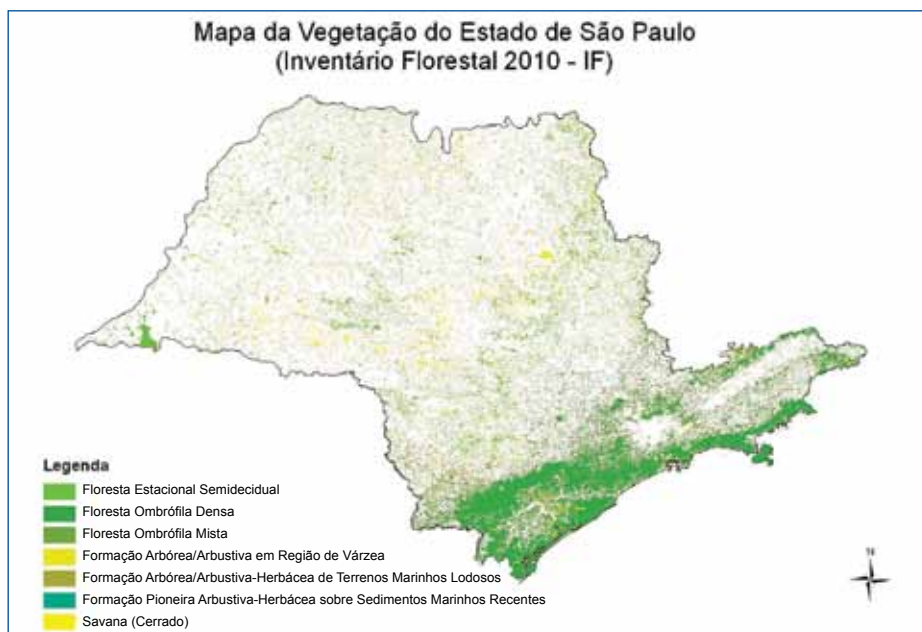 Mapa da Vegetação do Estado de São Paulo
(Inventário Florestal 2010 - IF)
Legenda
Floresta Estacional Semidecidual
Floresta Ombrófila Densa
Floresta Ombrófila Mista
Formação Arbórea/Arbustiva em Região de Várzea
Formação Arbórea/Arbustiva-Herbácea de Terrenos Marinhos Lodosos
Formação Pioneira Arbustiva-Herbácea sobre Sedimentos Marinhos Recentes
Savana (Cerrado)
N